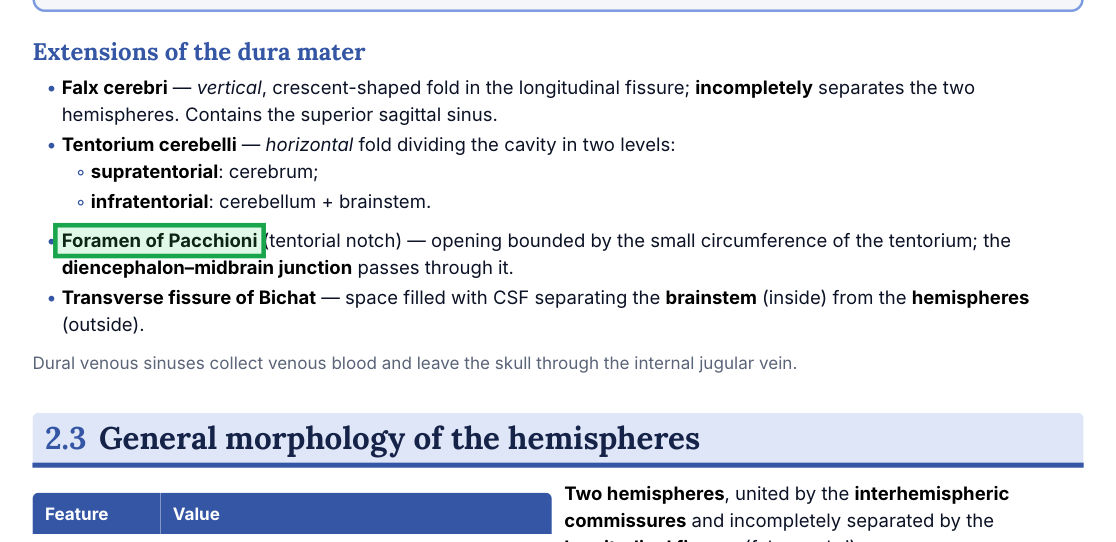 Extensions of the dura mater
• Falx cerebri — vertical, crescent-shaped fold in the longitudinal fissure; incompletely separates the two
hemispheres. Contains the superior sagittal sinus.
• Tentorium cerebelli — horizontal fold dividing the cavity in two levels:
◦ supratentorial: cerebrum;
◦ infratentorial: cerebellum + brainstem.
• Foramen of Pacchioni (tentorial notch) — opening bounded by the small circumference of the tentorium; the
diencephalon–midbrain junction passes through it.
• Transverse fissure of Bichat — space filled with CSF separating the brainstem (inside) from the hemispheres
(outside).
Dural venous sinuses collect venous blood and leave the skull through the internal jugular vein.
2.3 General morphology of the hemispheres
Feature Value
Two hemispheres, united by the interhemispheric
commissures and incompletely separated by the